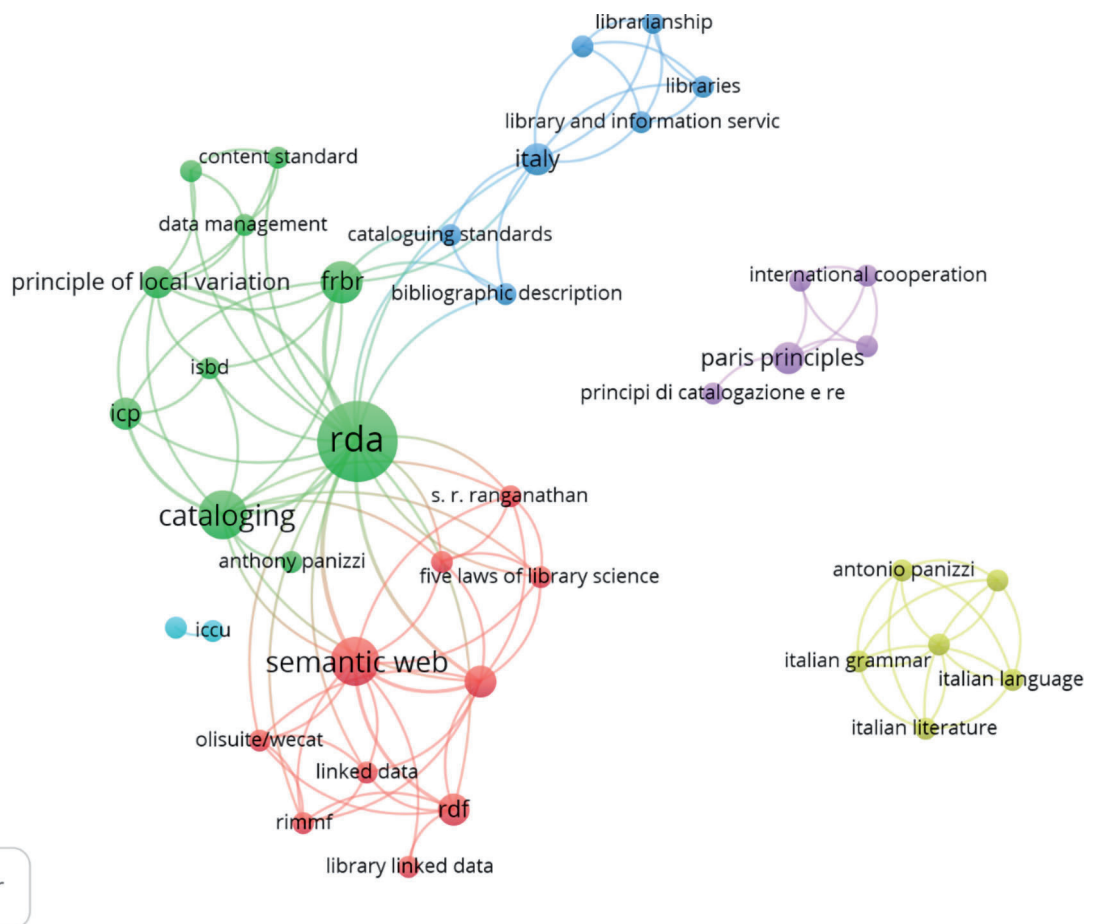 librarianship
libraries
library and information servic
italy
content standard
data management
cataloguing standards
principle of local variation
frbr
bibliographic description
international cooperation
paris principles
isbd
principi di catalogazione e re
icp
rda
s. r. ranganathan
cataloging
anthony panizzi
five laws of library science
antonio panizzi
iccu
semantic web
italian grammar
italian language
italian literature
olisuite/wecat
linked data
rdf
rimmf
library linked data
r